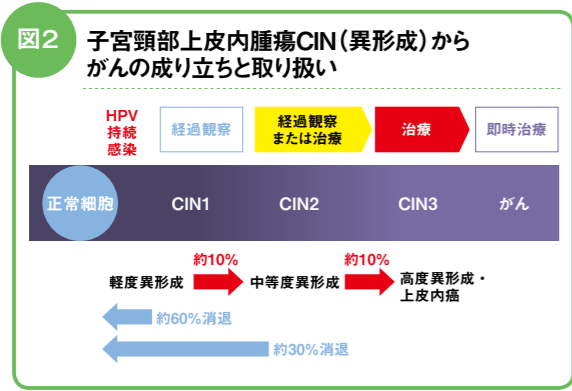 図2
子宮頸部上皮内腫瘍CIN（異形成）から
がんの成り立ちと取り扱い
HPV
持続
感染
経過観察
経過観察
または治療
治療
即時治療
正常細胞
CIN1
CIN2
CIN3
がん
約10%
約10%
軽度異形成
中等度異形成
高度異形成・
上皮内癌
約60%消退
約30%消退